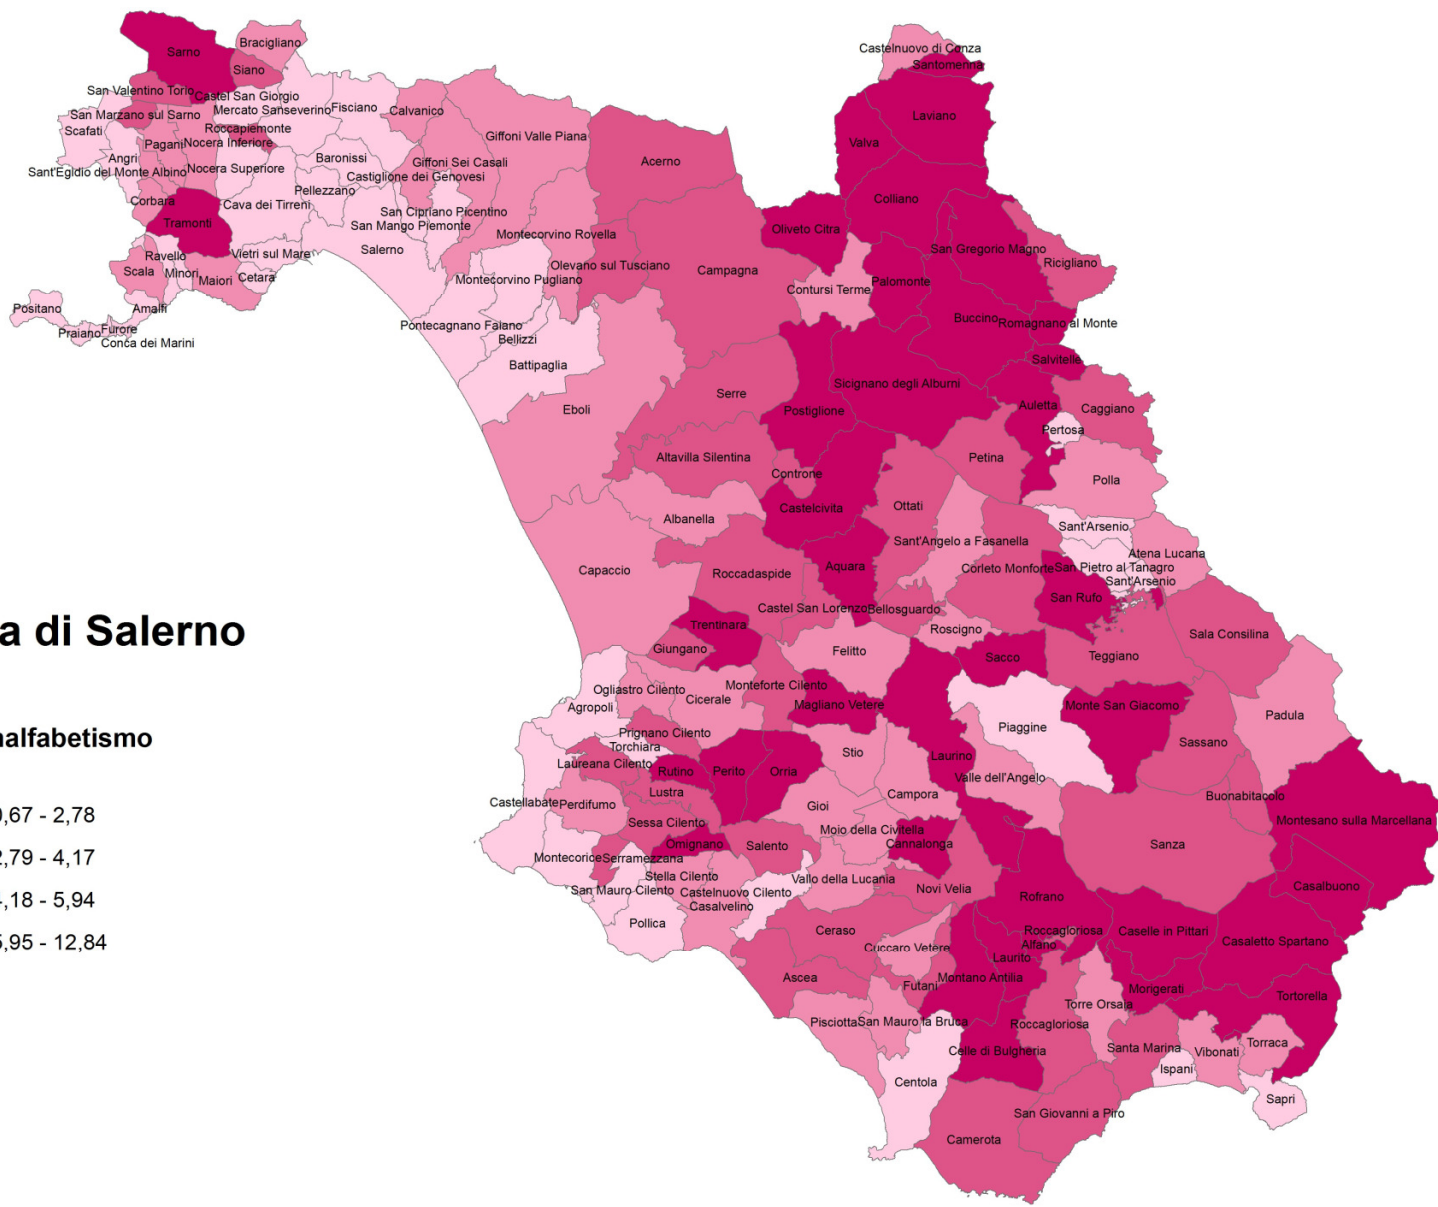 Sarno
Bracigliano
Siano
San Valentino Torio
Castel San Giorgio
Mercato Sanseverino
Fisciano
Calvanico
San Marzano sul Sarno
Scafati
Roccapiemonte
Pagani
Nocera Inferiore
Angri
Baronissi
Sant'Egidio del Monte Albino
Nocera Superiore
Castiglione dei Genovesi
Giffoni Sei Casali
Giffoni Valle Piana
Pellezzano
Corbara
Cava dei Tirreni
San Cipriano Picentino
Tramonti
San Mango Piemonte
Salerno
Montecorvino Rovella
Ravello
Vietri sul Mare
Scala
Minori
Maiori
Cetara
Montecorvino Pugliano
Olevano sul Tusciano
Positano
Amalfi
Praiano
Furore
Conca dei Marini
Pontecagnano Faiano
Bellizzi
Battipaglia
Eboli
Acerno
Campagna
Castelnuovo di Conza
Santomenna
Laviano
Valva
Colliano
Oliveto Citra
San Gregorio Magno
Ricigliano
Contursi Terme
Palomonte
Buccino
Romagnano al Monte
Salvitelle
Sicignano degli Alburni
Serre
Postiglione
Auletta
Caggiano
Pertosa
Altavilla Silentina
Controne
Petina
Polla
Castelcivita
Ottati
Albanella
Sant'Arsenio
Sant'Angelo a Fasanella
Atena Lucana
Capaccio
Roccadaspide
Aquara
Corleto Monforte
San Pietro al Tanagro
Sant'Arsenio
San Rufo
Castel San Lorenzo
Bellosguardo
Trentinara
Roscigno
Sala Consilina
a di Salerno
Giungano
Felitto
Sacco
Teggiano
Ogliastro Cilento
Monteforte Cilento
Cicerale
Agropoli
Magliano Vetere
Monte San Giacomo
Padula
Piaggine
Prignano Cilento
nalfabetismo
Torchiara
Sassano
Laureana Cilento
Rutino
Perito
Orria
Stio
Laurino
Valle dell'Angelo
Lustra
Castellabate
Perdifumo
Gioi
Campora
Buonabitacolo
0,67 - 2,78
Sessa Cilento
Moio della Civitella
Montesano sulla Marcellana
Omignano
Salento
Cannalonga
Sanza
2,79 - 4,17
Montecorice
Serramezzana
Stella Cilento
Vallo della Lucania
Casalbuono
San Mauro Cilento
Castelnuovo Cilento
Novi Velia
4,18 - 5,94
Casalvelino
Rofrano
Pollica
Ceraso
Roccagloriosa
Caselle in Pittari
5,95 - 12,84
Cuccaro Vetere
Alfano
Casaletto Spartano
Laurito
Ascea
Futani
Montano Antilia
Morigerati
Tortorella
Torre Orsaia
Pisciotta
San Mauro la Bruca
Roccagloriosa
Celle di Bulgheria
Santa Marina
Vibonati
Torraca
Ispani
Centola
Sapri
San Giovanni a Piro
Camerota